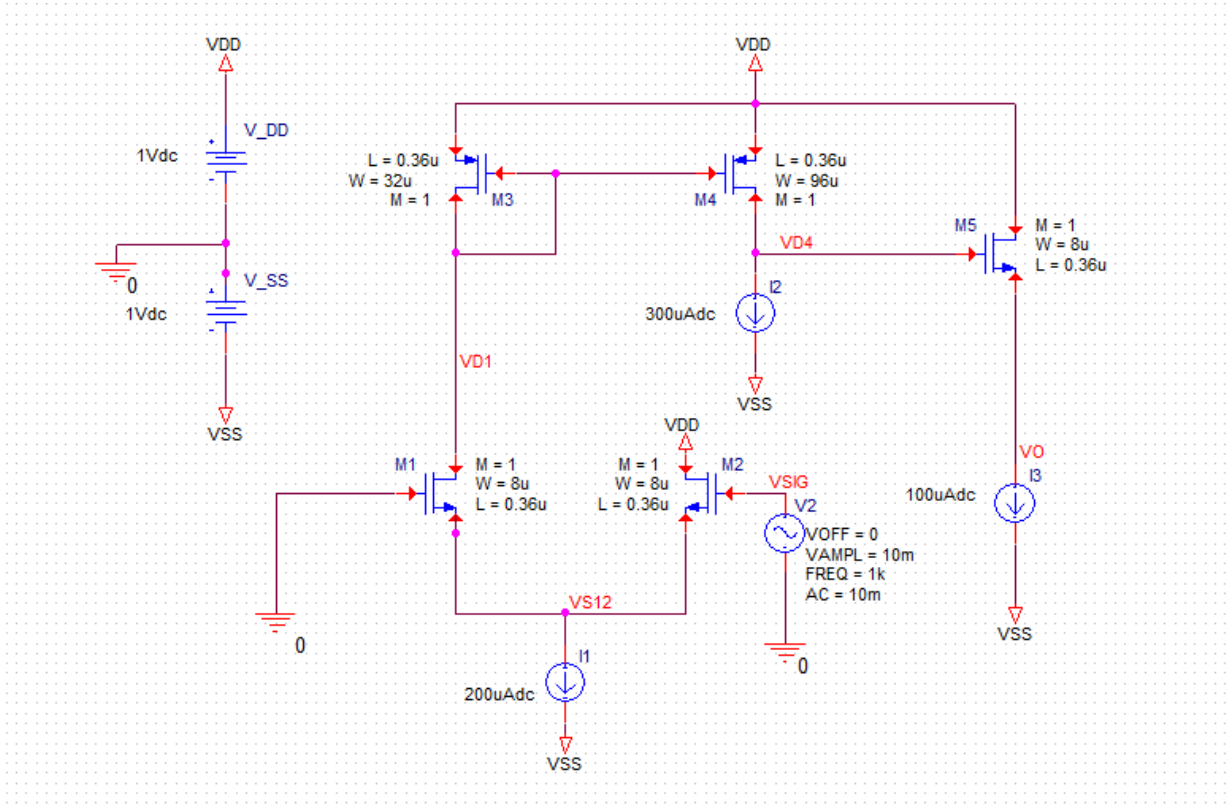 VDD
V_DD
1Vdc
0
V_SS
1Vdc
VSS
VDD
L = 0.36u
W = 32u
M = 1
M3
L = 0.36u
W = 96u
M = 1
M4
M5
M = 1
W = 8u
L = 0.36u
VD4
I2
300uAdc
VSS
VD1
VDD
M1
M = 1
W = 8u
L = 0.36u
M = 1
W = 8u
L = 0.36u
M2
VSIG
V2
VOFF = 0
VAMPL = 10m
FREQ = 1k
AC = 10m
0
0
VS12
I1
200uAdc
VSS
VO
I3
100uAdc
VSS